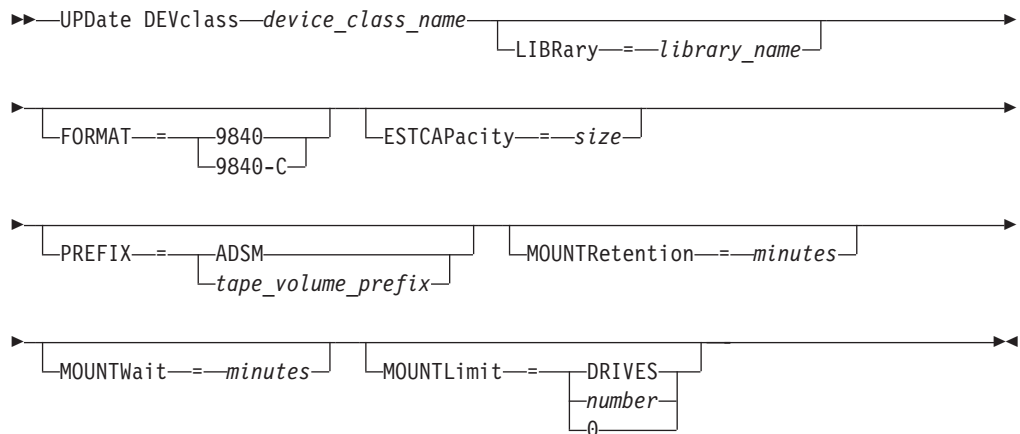 UPDate DEVclass device_class_name
LIBRary = library_name
FORMAT = 9840
9840-C
ESTCAPacity = size
PREFIX = ADSM
tape_volume_prefix
MOUNTRetention = minutes
MOUNTWait = minutes
MOUNTLimit = DRIVES
number
0